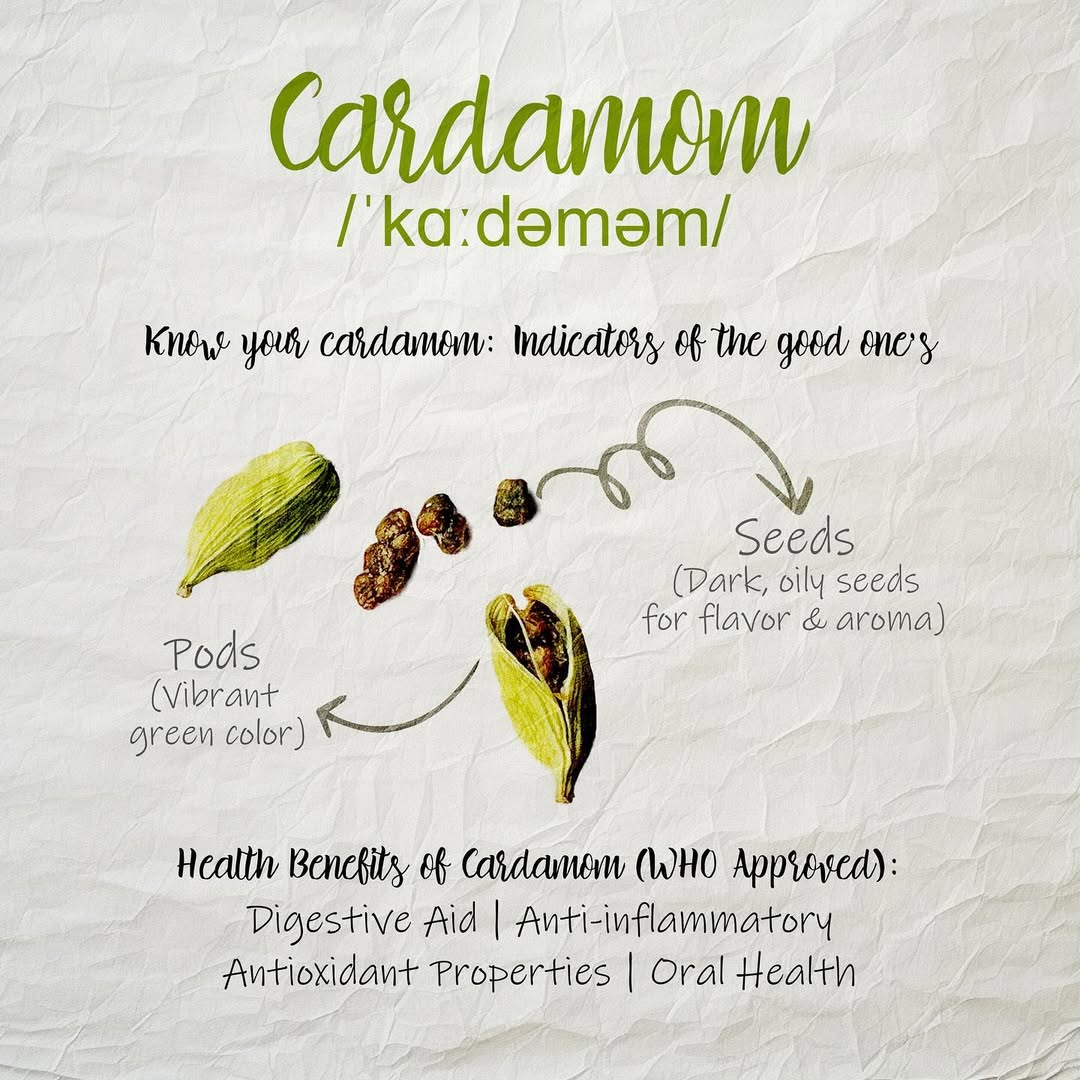 Cardamom
/ˈkɑːdəməm/
Know your cardamom: Indicators of the good one's
Seeds
(Dark, oily seeds
for flavor & aroma)
Pods
(Vibrant
green color)
Health Benefits of Cardamom (WHO Approved):
Digestive Aid | Anti-inflammatory
Antioxidant Properties | Oral Health